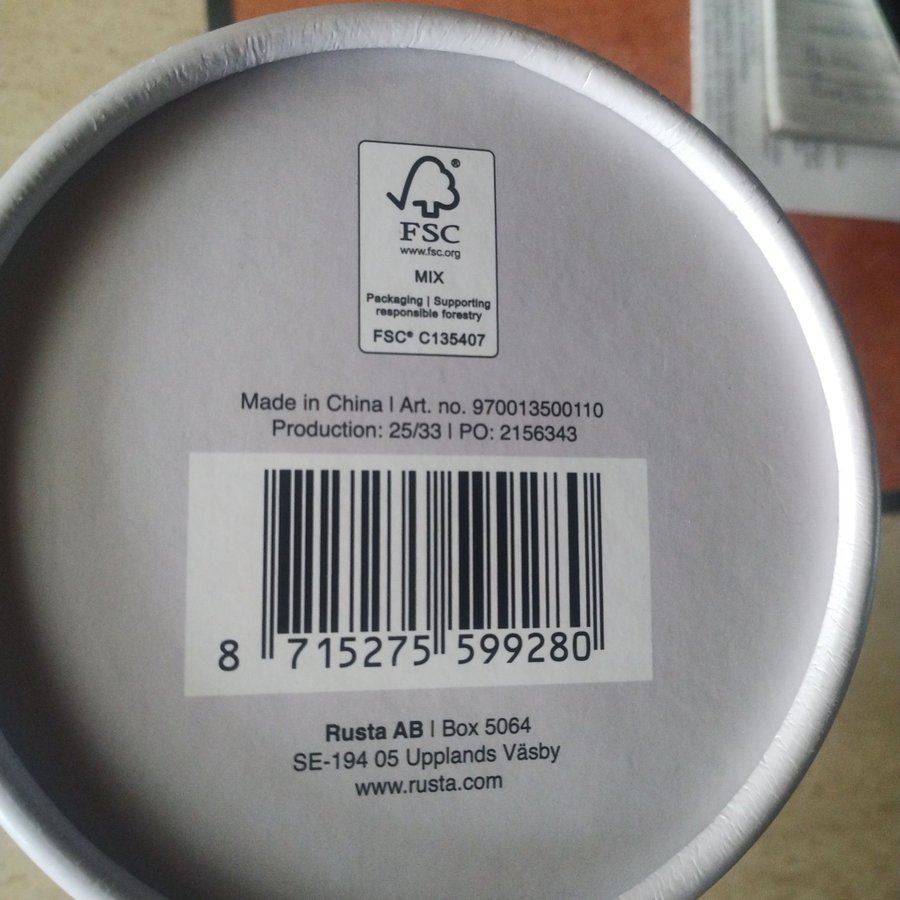 ®
FSC
www.fsc.org
MIX
Packaging | Supporting
responsible forestry
FSC® C135407
Made in China | Art. no. 970013500110
Production: 25/33 | PO: 2156343
8 715275 599280
Rusta AB | Box 5064
SE-194 05 Upplands Väsby
www.rusta.com